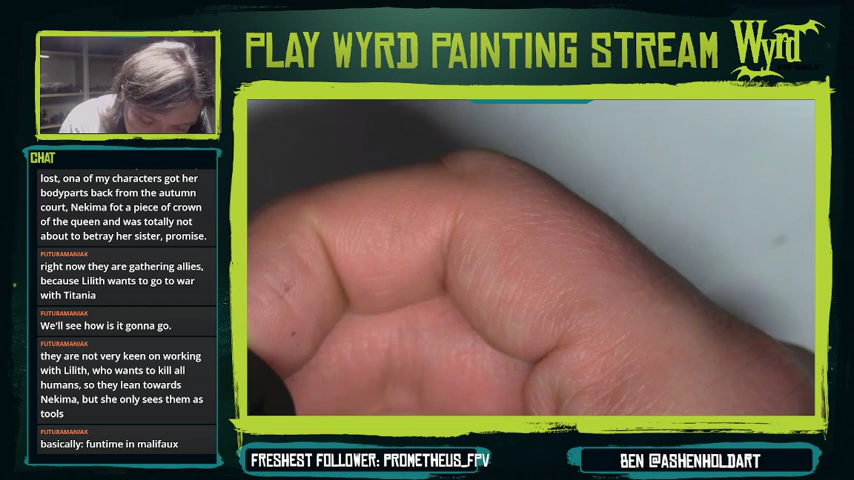 PLAY WYRD PAINTING STREAM
Wyrd
CHAT
lost, ona of my characters got her
bodyparts back from the autumn
court, Nekima fot a piece of crown
of the queen and was totally not
about to betray her sister, promise.
FUTURAMANIAK
right now they are gathering allies,
because Lilith wants to go to war
with Titania
FUTURAMANIAK
We'll see how is it gonna go.
FUTURAMANIAK
they are not very keen on working
with Lilith, who wants to kill all
humans, so they lean towards
Nekima, but she only sees them as
tools
FUTURAMANIAK
basically: funtime in malifaux
FRESHEST FOLLOWER: PROMETHEUS_FPV
BEN @ASHENHOLDART